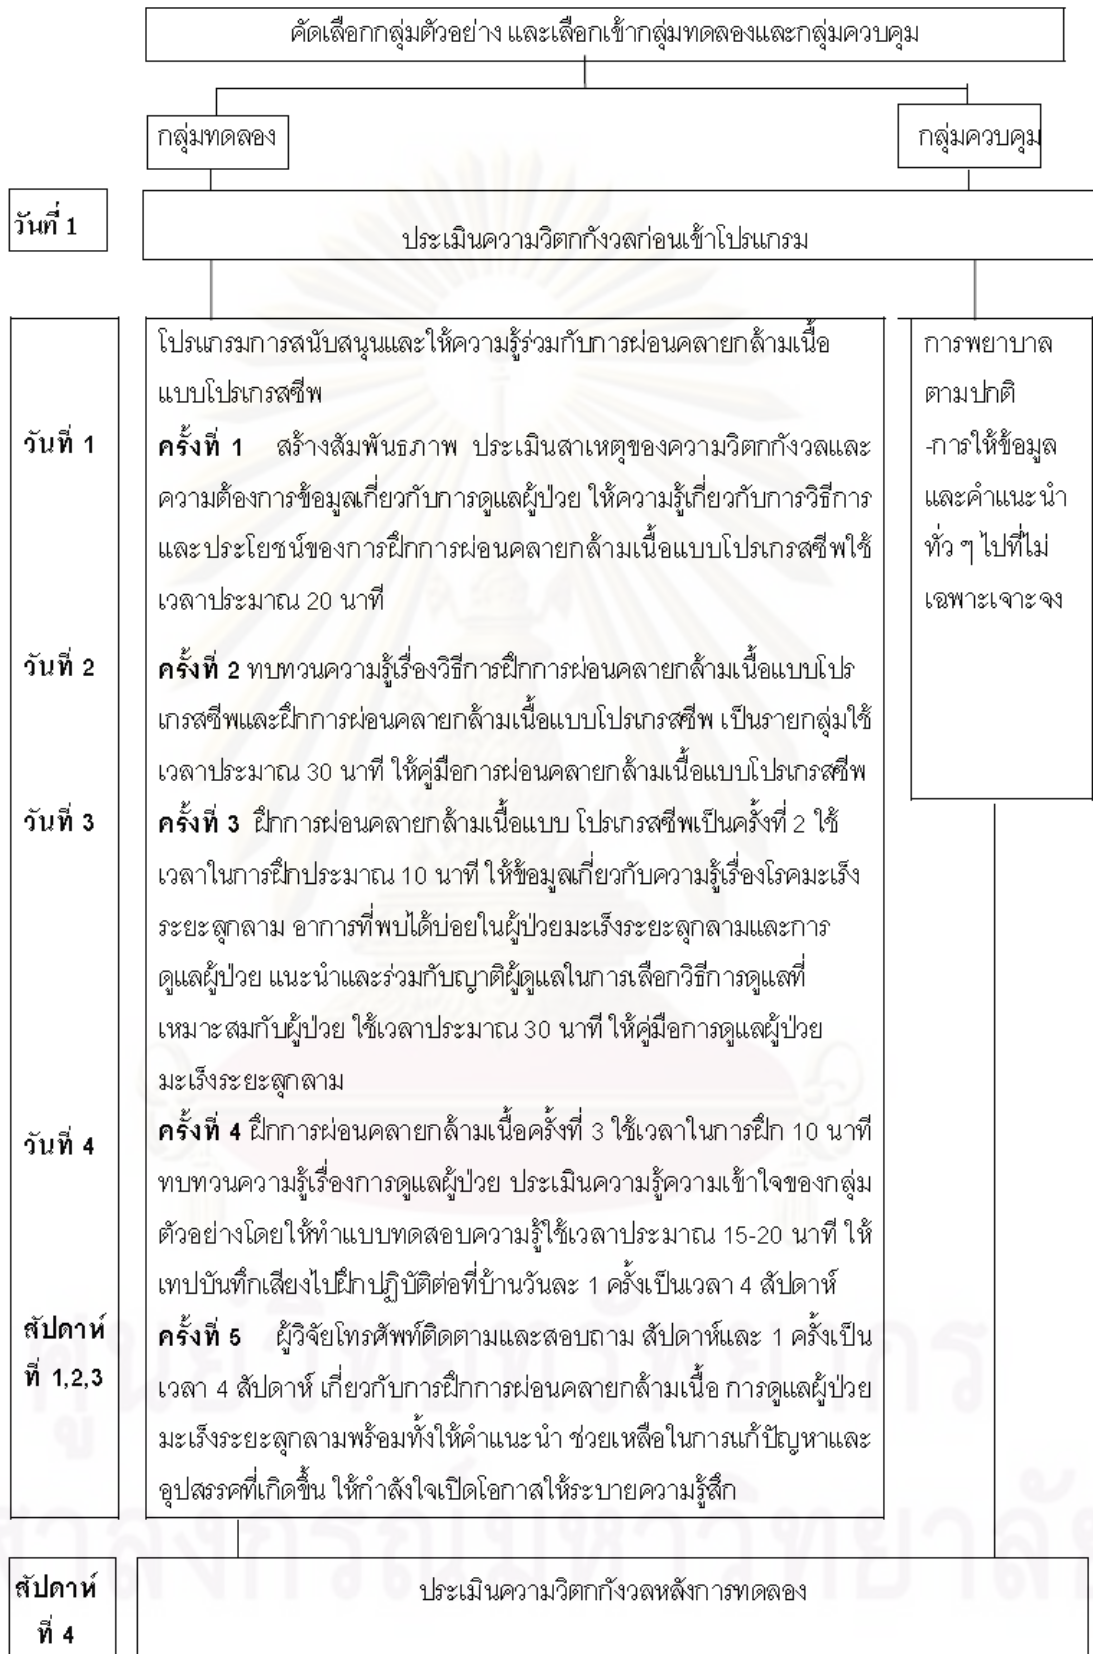 คัดเลือกกลุ่มตัวอย่าง และเลือกเข้ากลุ่มทดลองและกลุ่มควบคุม
กลุ่มทดลอง
กลุ่มควบคุม
วันที่ 1
ประเมินความวิตกกังวลก่อนเข้าโปรแกรม
โปรแกรมการสนับสนุนและให้ความรู้ร่วมกับการผ่อนคลายกล้ามเนื้อ
แบบโปรเกรสซีพ
วันที่ 1
ครั้งที่ 1 สร้างสัมพันธภาพ ประเมินสาเหตุของความวิตกกังวลและ
ความต้องการข้อมูลเกี่ยวกับการดูแลผู้ป่วย ให้ความรู้เกี่ยวกับการวิธีการ
และประโยชน์ของการฝึกการผ่อนคลายกล้ามเนื้อแบบโปรเกรสซีพใช้
เวลาประมาณ 20 นาที
วันที่ 2
ครั้งที่ 2 ทบทวนความรู้เรื่องวิธีการฝึกการผ่อนคลายกล้ามเนื้อแบบโปร
เกรสซีพและฝึกการผ่อนคลายกล้ามเนื้อแบบโปรเกรสซีพ เป็นรายกลุ่มใช้
เวลาประมาณ 30 นาที ให้คู่มือการผ่อนคลายกล้ามเนื้อแบบโปรเกรสซีพ
วันที่ 3
ครั้งที่ 3 ฝึกการผ่อนคลายกล้ามเนื้อแบบ โปรเกรสซีพเป็นครั้งที่ 2 ใช้
เวลาในการฝึกประมาณ 10 นาที ให้ข้อมูลเกี่ยวกับความรู้เรื่องโรคมะเร็ง
ระยะลุกลาม อาการที่พบได้บ่อยในผู้ป่วยมะเร็งระยะลุกลามและการ
ดูแลผู้ป่วย แนะนำและร่วมกับญาติผู้ดูแลในการเลือกวิธีการดูแลที่
เหมาะสมกับผู้ป่วย ใช้เวลาประมาณ 30 นาที ให้คู่มือการดูแลผู้ป่วย
มะเร็งระยะลุกลาม
วันที่ 4
ครั้งที่ 4 ฝึกการผ่อนคลายกล้ามเนื้อครั้งที่ 3 ใช้เวลาในการฝึก 10 นาที
ทบทวนความรู้เรื่องการดูแลผู้ป่วย ประเมินความรู้ความเข้าใจของกลุ่ม
ตัวอย่างโดยให้ทำแบบทดสอบความรู้ใช้เวลาประมาณ 15-20 นาที ให้
เทปบันทึกเสียงไปฝึกปฏิบัติต่อที่บ้านวันละ 1 ครั้งเป็นเวลา 4 สัปดาห์
สัปดาห์
ที่ 1,2,3
ครั้งที่ 5 ผู้วิจัยโทรศัพท์ติดตามและสอบถาม สัปดาห์และ 1 ครั้งเป็น
เวลา 4 สัปดาห์ เกี่ยวกับการฝึกการผ่อนคลายกล้ามเนื้อ การดูแลผู้ป่วย
มะเร็งระยะลุกลามพร้อมทั้งให้คำแนะนำ ช่วยเหลือในการแก้ปัญหาและ
อุปสรรคที่เกิดขึ้น ให้กำลังใจเปิดโอกาสให้ระบายความรู้สึก
การพยาบาล
ตามปกติ
-การให้ข้อมูล
และคำแนะนำ
ทั่ว ๆ ไปที่ไม่
เฉพาะเจาะจง
สัปดาห์
ที่ 4
ประเมินความวิตกกังวลหลังการทดลอง
ศูนย์วิทยทรัพยากร
จุฬาลงกรณ์มหาวิทยาลัย